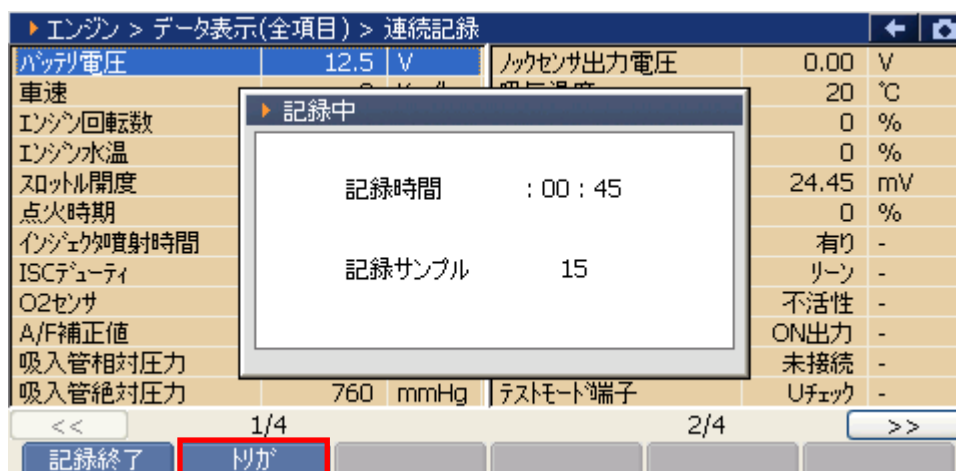 エンジン > データ表示(全項目) > 連続記録
バッテリ電圧 12.5 V ノックセンサ出力電圧 0.00 V
車速 20 ℃
エンジン回転数 0 %
エンジン水温 0 %
スロットル開度 24.45 mV
点火時期 0 %
インジェクタ噴射時間 有り -
ISCデューティ リーン -
O2センサ 不活性 -
A/F補正値 ON出力 -
吸入管相対圧力 未接続 -
吸入管絶対圧力 760 mmHg テストモード端子 Uチェック -
記録中
記録時間 :00:45
記録サンプル 15
<< 1/4 2/4 >>
記録終了 トリガ